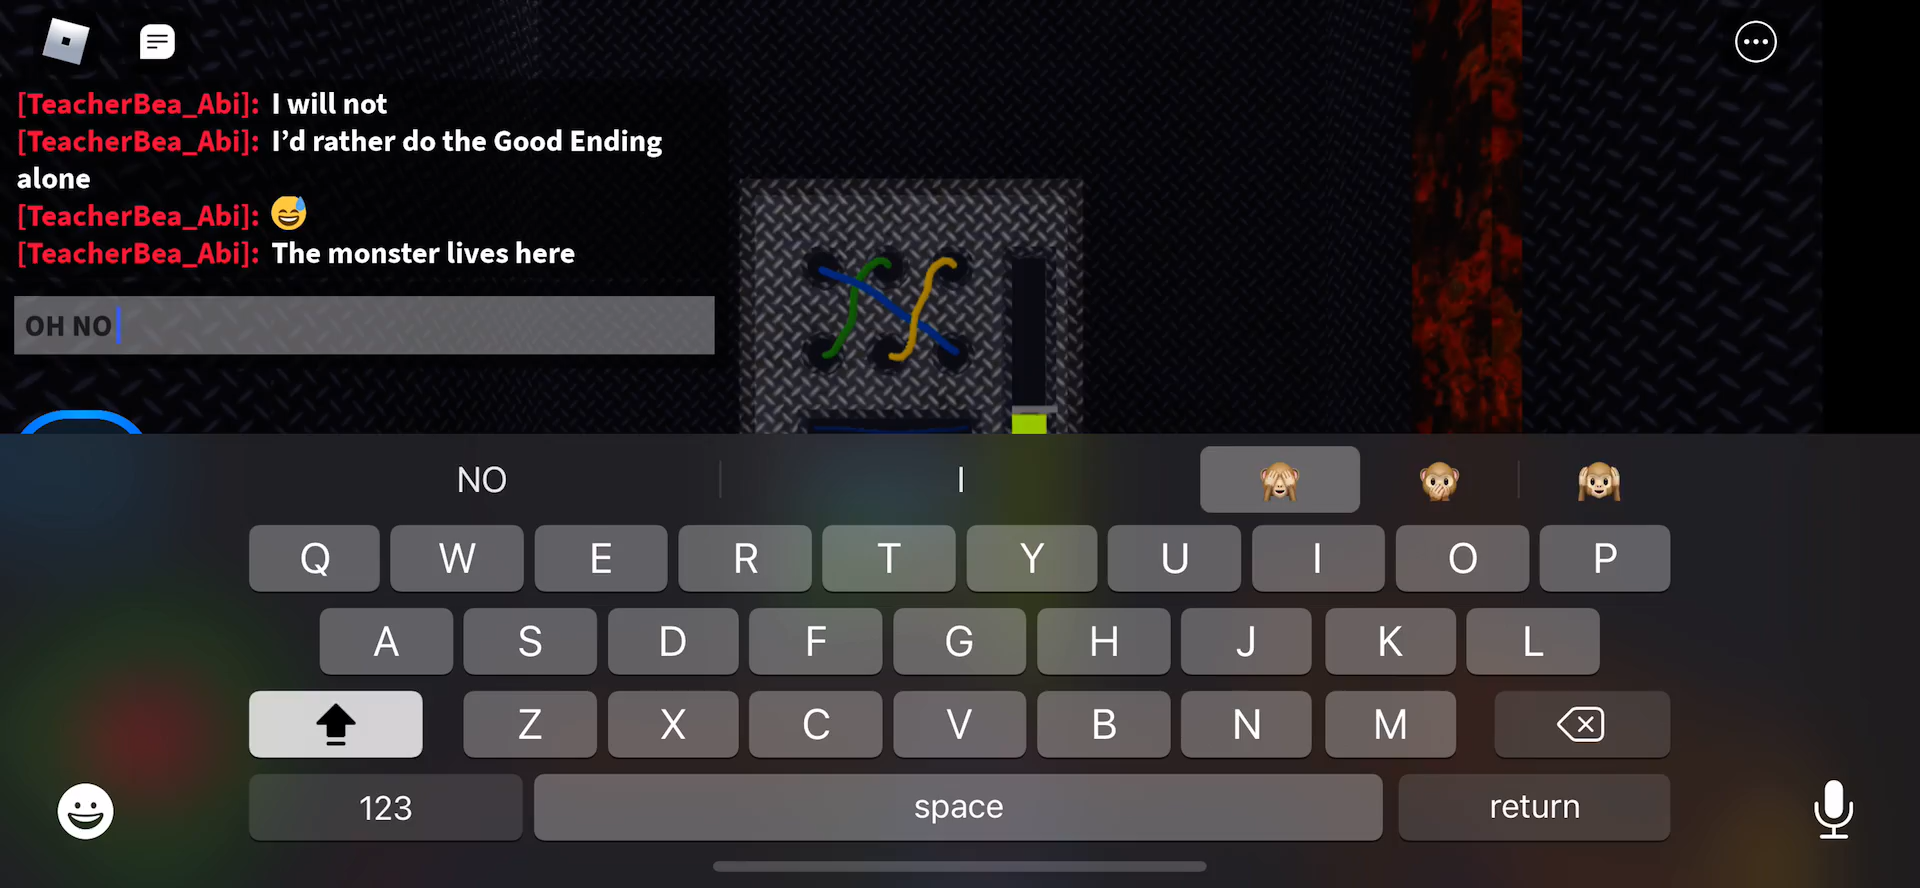 [TeacherBea_Abi]: I will not
[TeacherBea_Abi]: I’d rather do the Good Ending
alone
[TeacherBea_Abi]: 😅
[TeacherBea_Abi]: The monster lives here
OH NO
NO I 🙈 🙊 🙉
Q W E R T Y U I O P
A S D F G H J K L
Z X C V B N M
123 space return